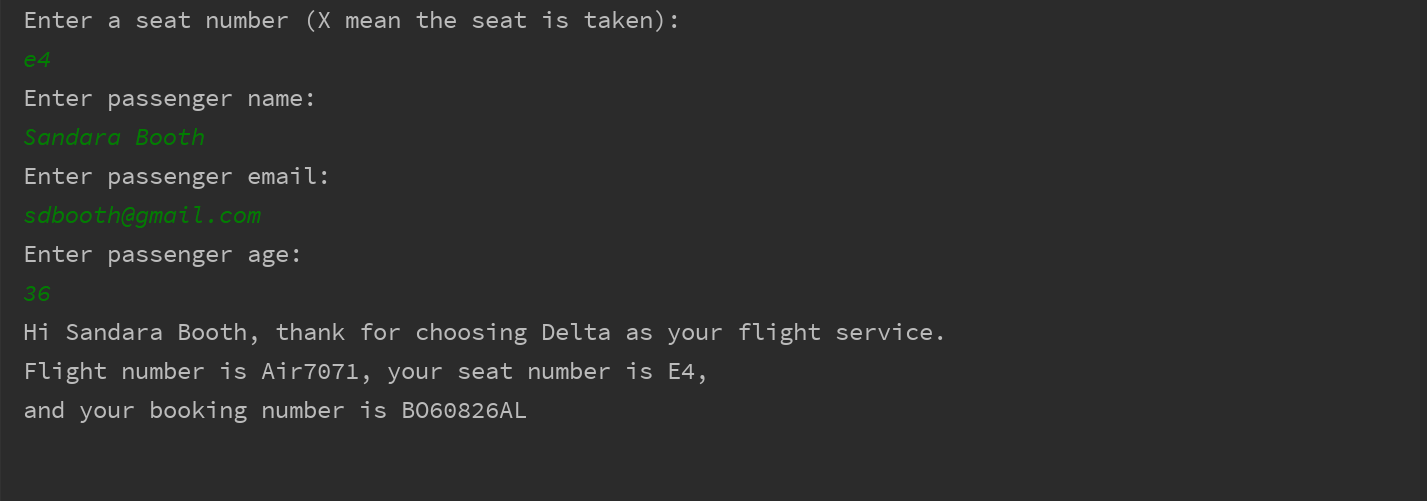 Enter a seat number (X mean the seat is taken):
e4
Enter passenger name:
Sandara Booth
Enter passenger email:
sdbooth@gmail.com
Enter passenger age:
36
Hi Sandara Booth, thank for choosing Delta as your flight service.
Flight number is Air7071, your seat number is E4,
and your booking number is BO60826AL